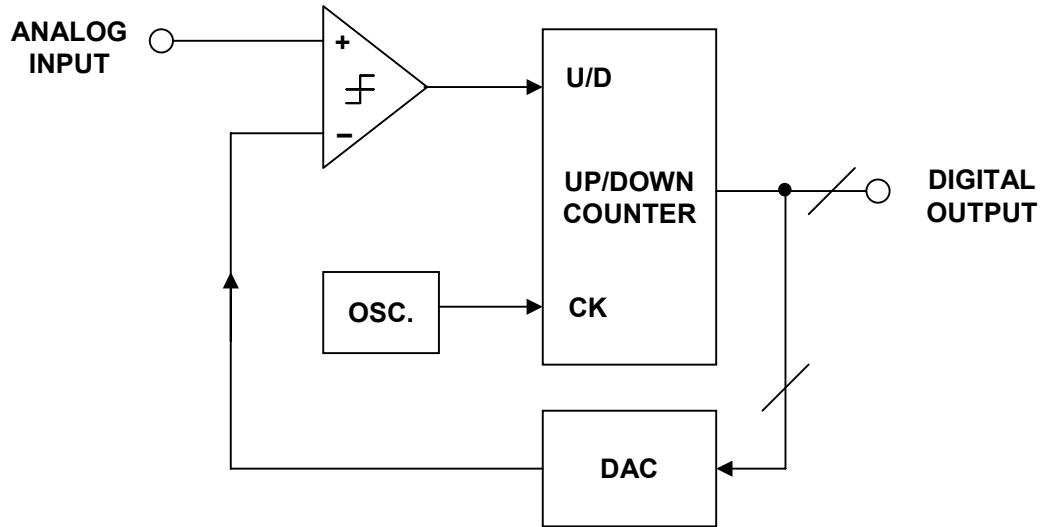 ANALOG
INPUT
+
−
U/D
UP/DOWN
COUNTER
CK
OSC.
DIGITAL
OUTPUT
DAC